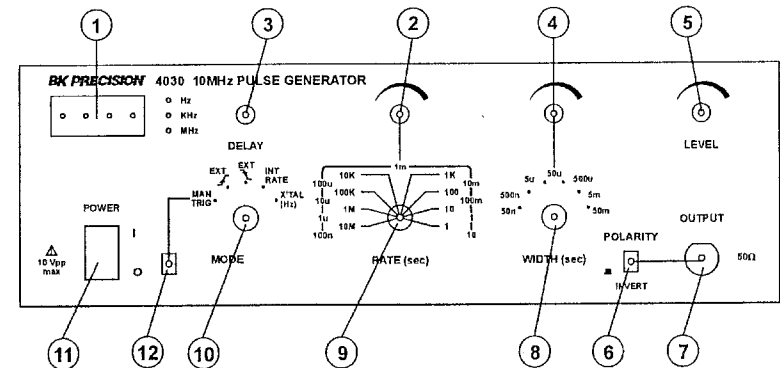 1
3
2
4
5
BK PRECISION 4030 10MHz PULSE GENERATOR
Hz
KHz
MHz
DELAY
LEVEL
EXT
EXT
INT
RATE
X'TAL
(Hz)
MAN
TRIG
MODE
1m
10K
1K
100u
10m
100K
100
10u
100m
1M
10
1u
1
10M
1
100n
10
RATE (sec)
50u
5u
500u
500n
5m
50n
50m
WIDTH (sec)
POWER
I
O
10 Vpp
max
POLARITY
INVERT
OUTPUT
50Ω
11
12
10
9
8
6
7